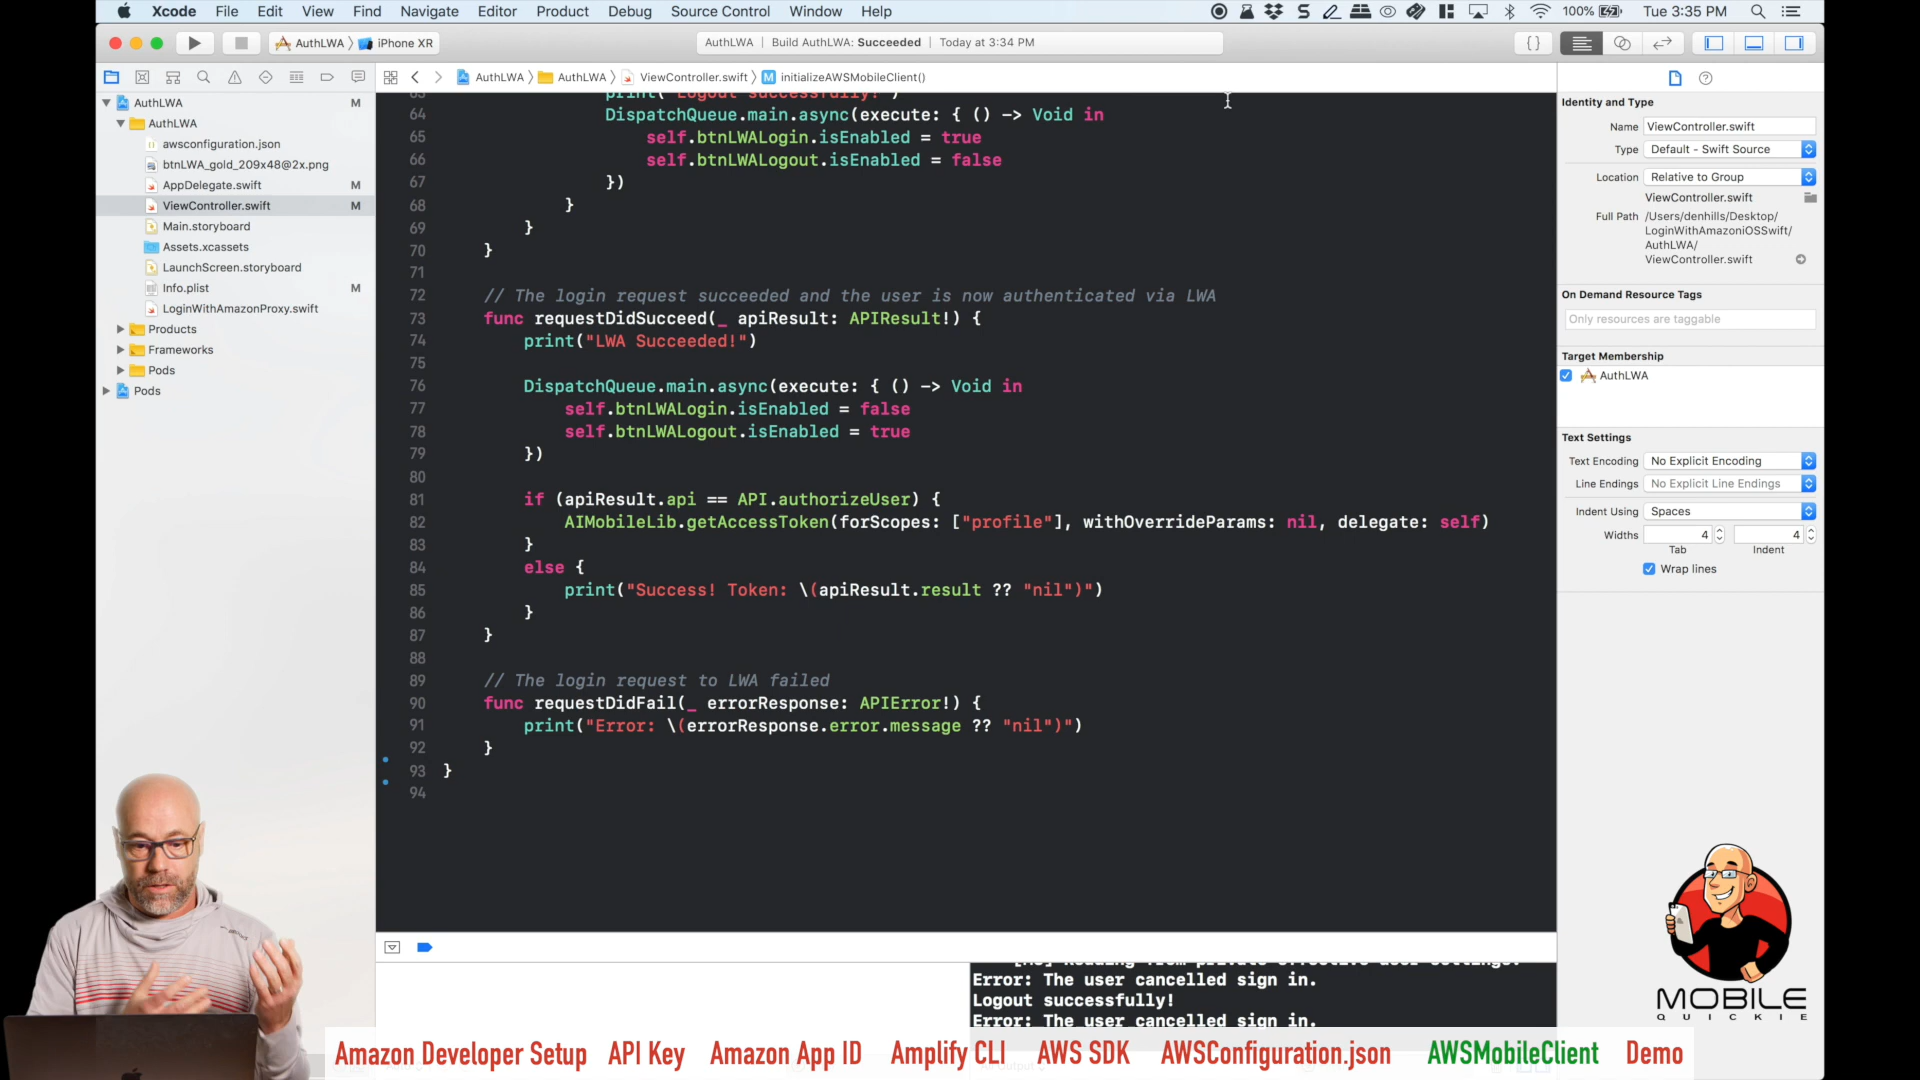 Xcode File Edit View Find Navigate Editor Product Debug Source Control Window Help 100% Tue 3:35 PM
AuthLWA iPhone XR
AuthLWA | Build AuthLWA: Succeeded | Today at 3:34 PM
AuthLWA AuthLWA ViewController.swift M initializeAWSMobileClient()
AuthLWA M
AuthLWA
awsconfiguration.json
btnLWA_gold_209x48@2x.png
AppDelegate.swift M
ViewController.swift M
Main.storyboard
Assets.xcassets
LaunchScreen.storyboard
Info.plist M
LoginWithAmazonProxy.swift
Products
Frameworks
Pods
Pods
63 print("Logout successfully!")
64 DispatchQueue.main.async(execute: { () -> Void in
65 self.btnLWALogin.isEnabled = true
66 self.btnLWALogout.isEnabled = false
67 })
68 }
69 }
70 }
71
72 // The login request succeeded and the user is now authenticated via LWA
73 func requestDidSucceed(_ apiResult: APIResult!) {
74 print("LWA Succeeded!")
75
76 DispatchQueue.main.async(execute: { () -> Void in
77 self.btnLWALogin.isEnabled = false
78 self.btnLWALogout.isEnabled = true
79 })
80
81 if (apiResult.api == API.authorizeUser) {
82 AIMobileLib.getAccessToken(forScopes: ["profile"], withOverrideParams: nil, delegate: self)
83 }
84 else {
85 print("Success! Token: \(apiResult.result ?? "nil")")
86 }
87 }
88
89 // The login request to LWA failed
90 func requestDidFail(_ errorResponse: APIError!) {
91 print("Error: \(errorResponse.error.message ?? "nil")")
92 }
93 }
94
Error: The user cancelled sign in.
Logout successfully!
Error: The user cancelled sign in.
Identity and Type
Name ViewController.swift
Type Default - Swift Source
Location Relative to Group
ViewController.swift
Full Path /Users/denhills/Desktop/
LoginWithAmazoniOSSwift/
AuthLWA/
ViewController.swift
On Demand Resource Tags
Only resources are taggable
Target Membership
AuthLWA
Text Settings
Text Encoding No Explicit Encoding
Line Endings No Explicit Line Endings
Indent Using Spaces
Widths 4 4
Tab Indent
Wrap lines
MOBILE
QUICKIE
Amazon Developer Setup API Key Amazon App ID Amplify CLI AWS SDK AWSConfiguration.json AWSMobileClient Demo